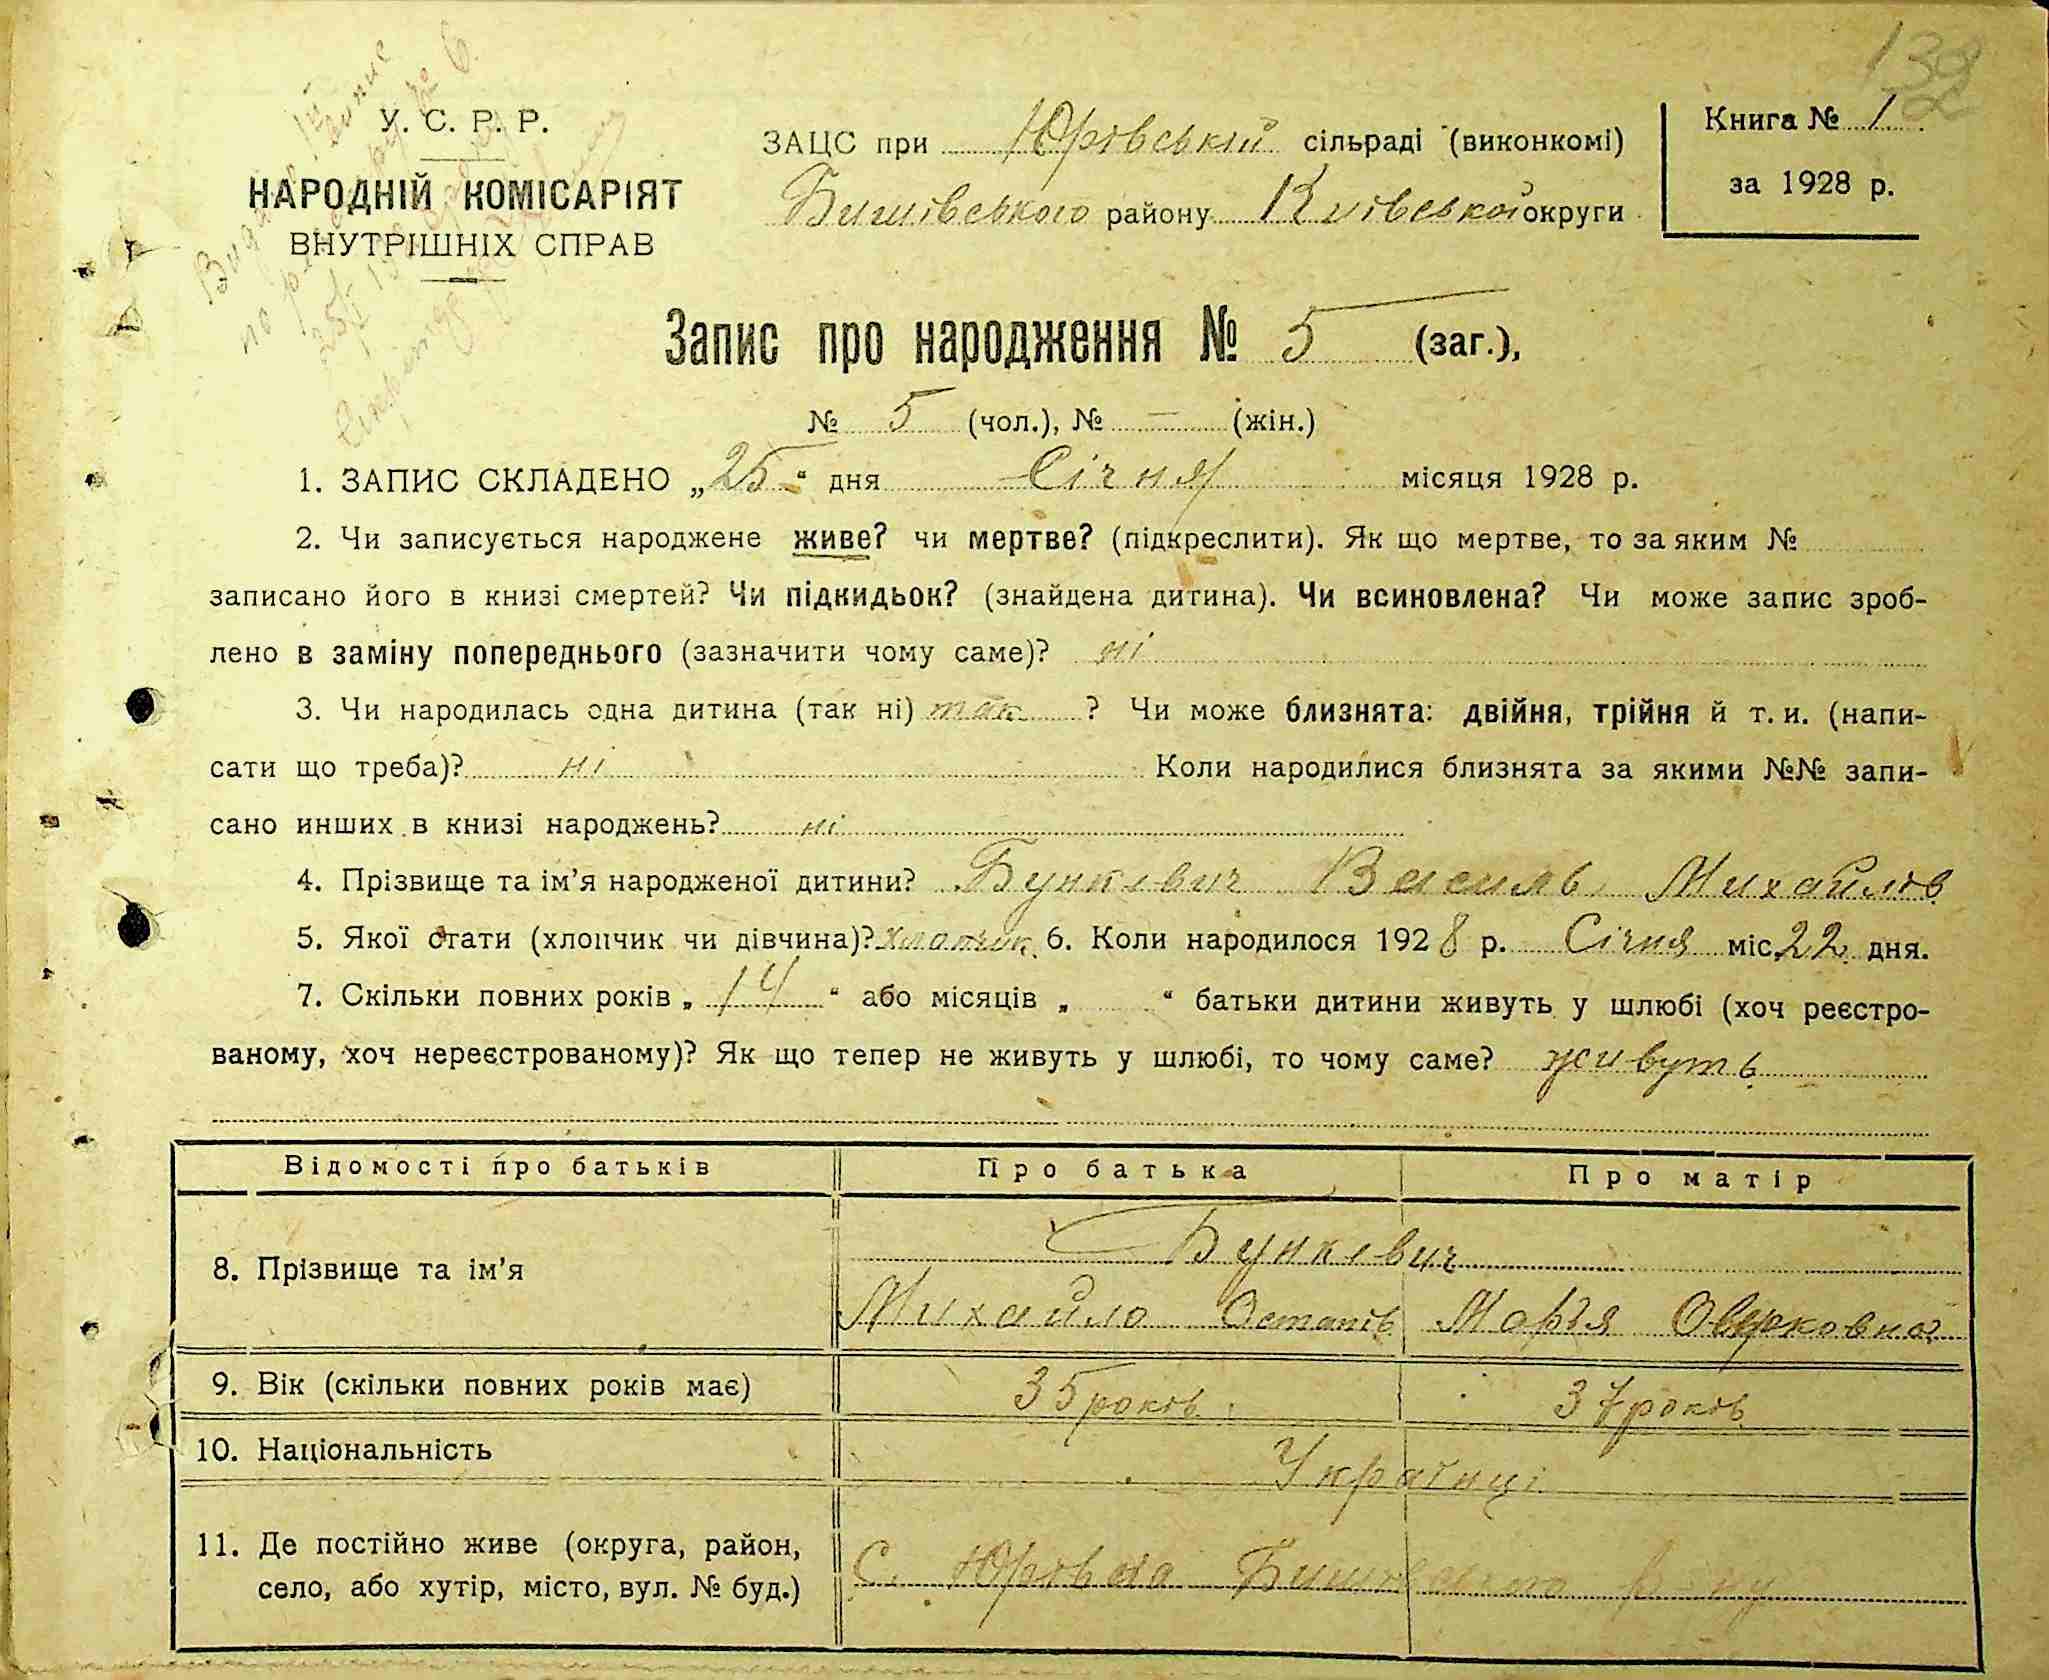 132
У. С. Р. Р.
НАРОДНІЙ КОМІСАРІЯТ
ВНУТРІШНІХ СПРАВ
ЗАЦС при Юрівській сільраді (виконкомі)
Бишівського району Київської округи
Книга № 1
за 1928 р.
Запис про народження № 5 (заг.),
№ 5 (чол.), № — (жін.)
1. ЗАПИС СКЛАДЕНО „25“ дня Січня місяця 1928 р.
2. Чи записується народжене живе? чи мертве? (підкреслити). Як що мертве, то за яким №
записано його в книзі смертей? Чи підкидьок? (знайдена дитина). Чи всиновлена? Чи може запис зроб-
лено в заміну попереднього (зазначити чому саме)? ні
3. Чи народилась одна дитина (так ні) так ? Чи може близнята: двійня, трійня й т. и. (напи-
сати що треба)? ні Коли народилися близнята за якими №№ запи-
сано инших в книзі народжень? ні
4. Прізвище та ім’я народженої дитини? Бункевич Василь Михайлов
5. Якої стати (хлопчик чи дівчина)? хлопчик 6. Коли народилося 1928 р. Січня міс. 22 дня.
7. Скільки повних років „ 14 “ або місяців „ “ батьки дитини живуть у шлюбі (хоч реєстро-
ваному, хоч нереєстрованому)? Як що тепер не живуть у шлюбі, то чому саме? живуть
Відомості про батьків Про батька Про матір
8. Прізвище та ім’я Бункевич
Михайло Остапів Марія Оверковна
9. Вік (скільки повних років має) 35 років 37 років
10. Національність Українці
11. Де постійно живе (округа, район,
село, або хутір, місто, вул. № буд.) С. Юрівка Бишівського р-ну